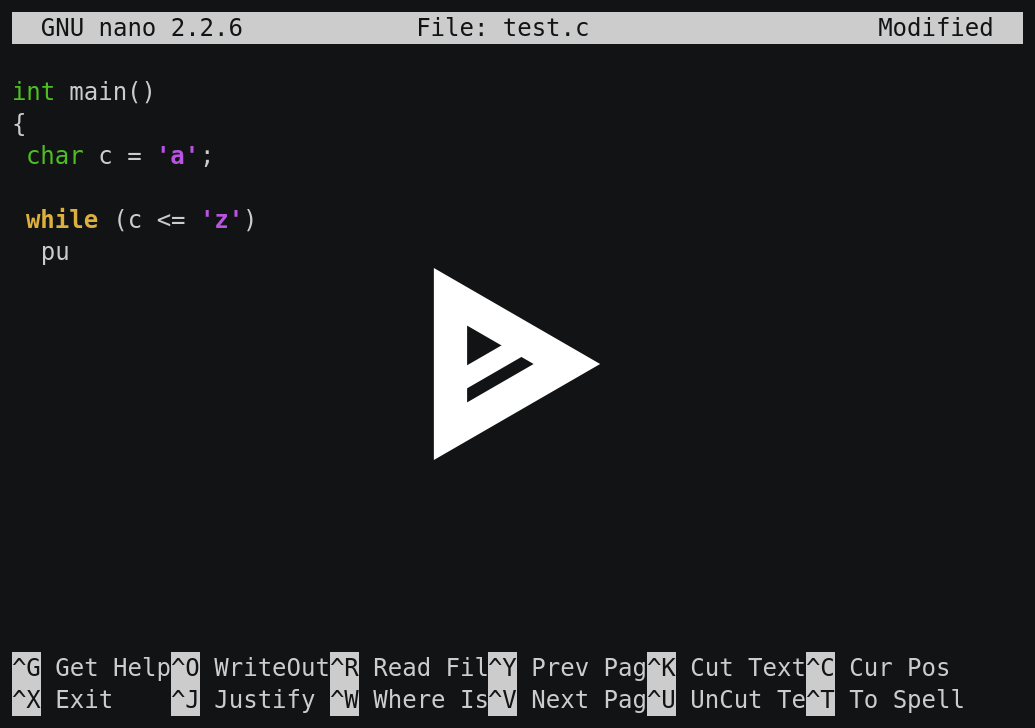 GNU nano 2.2.6 File: test.c Modified
int main()
{
char c = 'a';
while (c <= 'z')
pu
^G Get Help^O WriteOut^R Read Fil^Y Prev Pag^K Cut Text^C Cur Pos
^X Exit ^J Justify ^W Where Is^V Next Pag^U UnCut Te^T To Spell